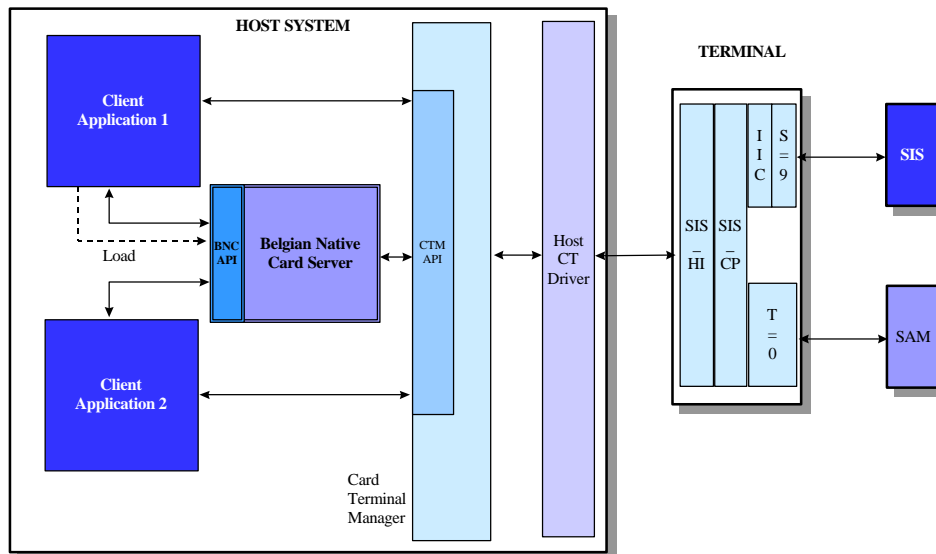 HOST SYSTEM
Client
Application 1
Load
BNC
API
Belgian Native
Card Server
Client
Application 2
CTM
API
Card
Terminal
Manager
Host
CT
Driver
TERMINAL
SIS
_
HI
SIS
_
CP
I
I
C
S
=
9
T
=
0
SIS
SAM